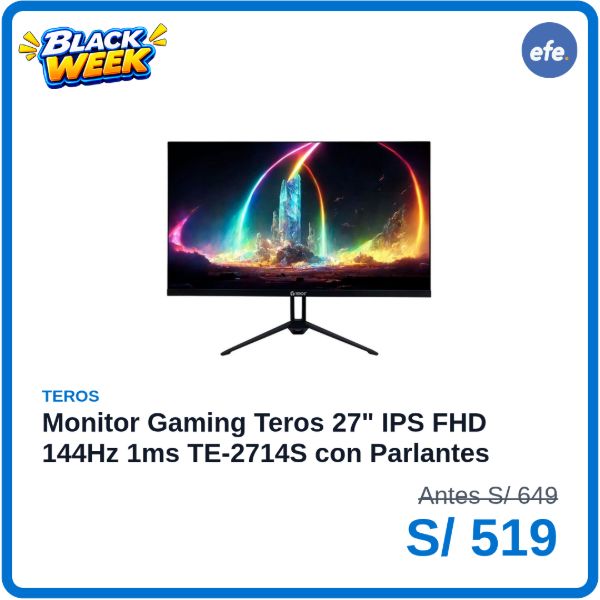 BLACK
WEEK
efe.
TEROS
Monitor Gaming Teros 27" IPS FHD
144Hz 1ms TE-2714S con Parlantes
Antes S/ 649
S/ 519